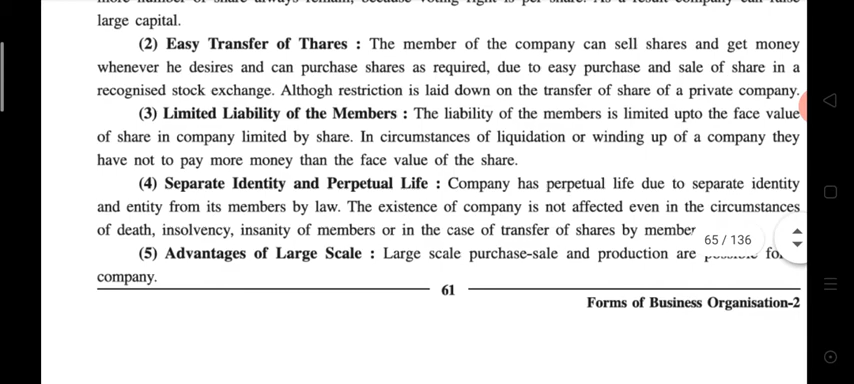 large capital.
(2) Easy Transfer of Thares : The member of the company can sell shares and get money
whenever he desires and can purchase shares as required, due to easy purchase and sale of share in a
recognised stock exchange. Althogh restriction is laid down on the transfer of share of a private company.
(3) Limited Liability of the Members : The liability of the members is limited upto the face value
of share in company limited by share. In circumstances of liquidation or winding up of a company they
have not to pay more money than the face value of the share.
(4) Separate Identity and Perpetual Life : Company has perpetual life due to separate identity
and entity from its members by law. The existence of company is not affected even in the circumstances
of death, insolvency, insanity of members or in the case of transfer of shares by member
65 / 136
(5) Advantages of Large Scale : Large scale purchase-sale and production are
company.
61
Forms of Business Organisation-2